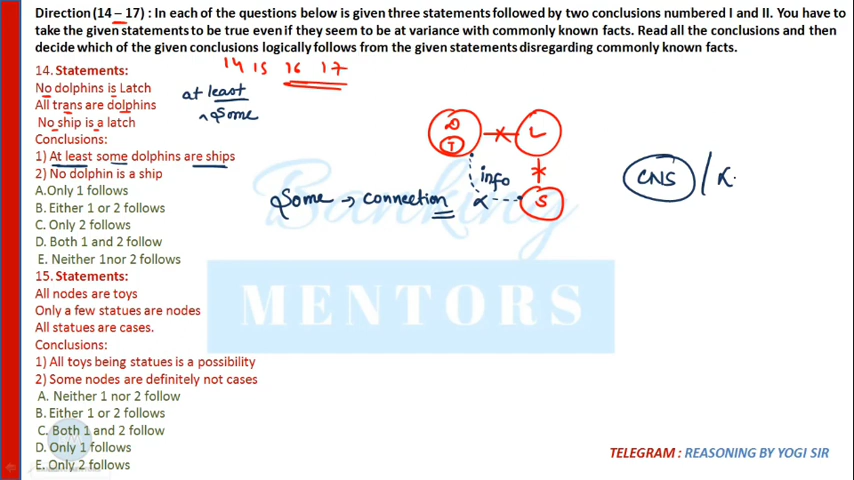 Direction (14 – 17) : In each of the questions below is given three statements followed by two conclusions numbered I and II. You have to
take the given statements to be true even if they seem to be at variance with commonly known facts. Read all the conclusions and then
decide which of the given conclusions logically follows from the given statements disregarding commonly known facts.
14 15 16 17
14. Statements:
No dolphins is Latch
All trans are dolphins
No ship is a latch
Conclusions:
1) At least some dolphins are ships
2) No dolphin is a ship
A.Only 1 follows
B. Either 1 or 2 follows
C. Only 2 follows
D. Both 1 and 2 follow
E. Neither 1nor 2 follows
at least
Some
D
T
L
S
info
Some → connection
CNS /
15. Statements:
All nodes are toys
Only a few statues are nodes
All statues are cases.
Conclusions:
1) All toys being statues is a possibility
2) Some nodes are definitely not cases
A. Neither 1 nor 2 follow
B. Either 1 or 2 follows
C. Both 1 and 2 follow
D. Only 1 follows
E. Only 2 follows
Banking
MENTORS
TELEGRAM : REASONING BY YOGI SIR